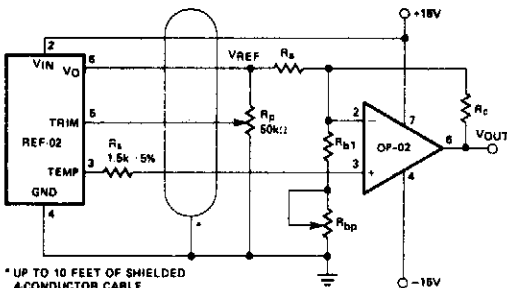 +15V
2
VIN
VO
6
VREF
Ra
TRIM
5
Rp
50kΩ
Rc
REF-02
Rs
1.5k ·5%
TEMP
3
GND
4
2
−
7
Rb1
OP-02
6
VOUT
3
+
4
Rbp
*
* UP TO 10 FEET OF SHIELDED
4-CONDUCTOR CABLE
−15V